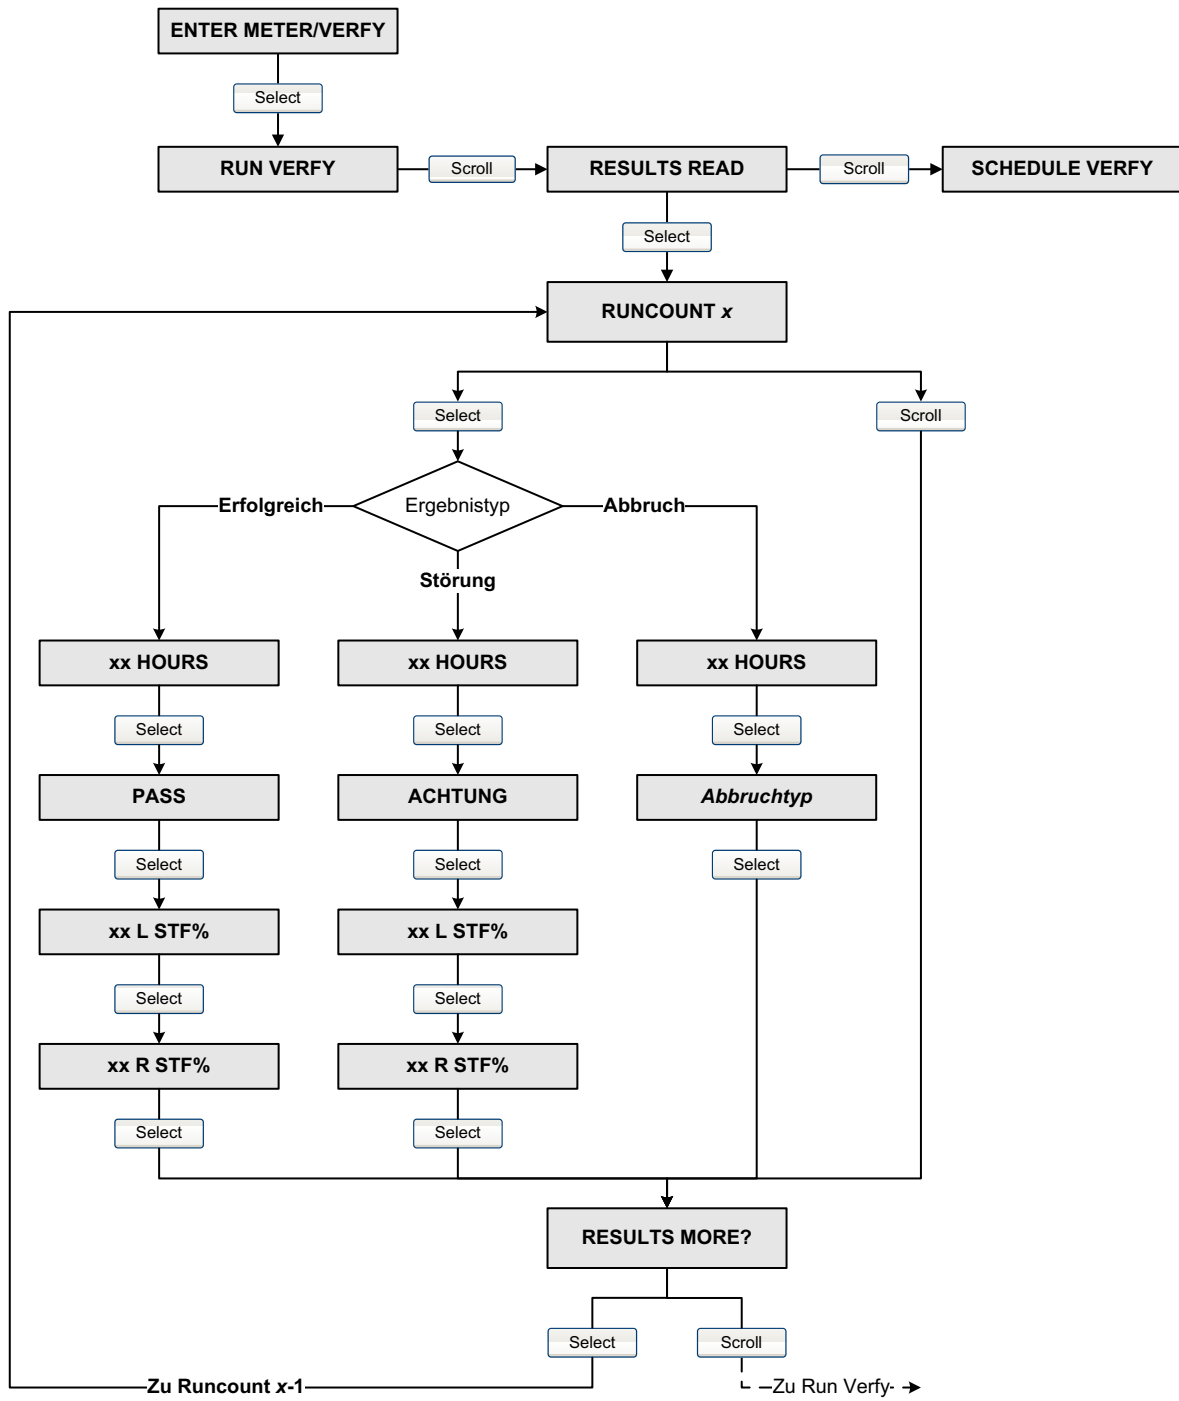 ENTER METER/VERFY
Select
RUN VERFY
Scroll
RESULTS READ
Scroll
SCHEDULE VERFY
Select
RUNCOUNT x
Select
Scroll
Erfolgreich
Ergebnistyp
Abbruch
Störung
xx HOURS
xx HOURS
xx HOURS
Select
Select
Select
PASS
ACHTUNG
Abbruchtyp
Select
Select
Select
xx L STF%
xx L STF%
Select
Select
xx R STF%
xx R STF%
Select
Select
RESULTS MORE?
Select
Scroll
Zu Runcount x-1
Zu Run Verfy